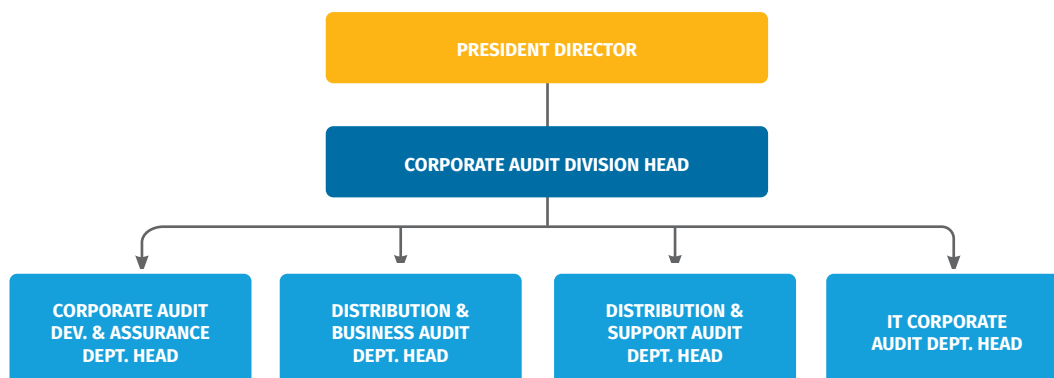 PRESIDENT DIRECTOR
CORPORATE AUDIT DIVISION HEAD
CORPORATE AUDIT
DEV. & ASSURANCE
DEPT. HEAD
DISTRIBUTION &
BUSINESS AUDIT
DEPT. HEAD
DISTRIBUTION &
SUPPORT AUDIT
DEPT. HEAD
IT CORPORATE
AUDIT DEPT. HEAD